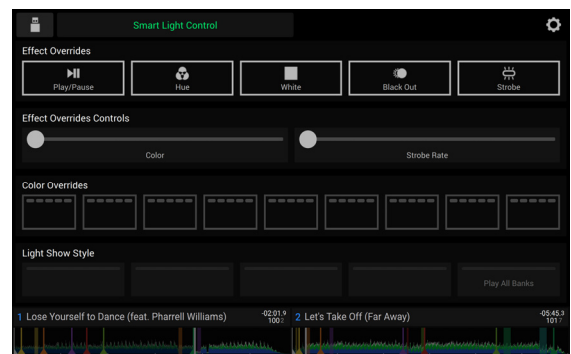 Smart Light Control
Effect Overrides
Play/Pause
Hue
White
Black Out
Strobe
Effect Overrides Controls
Color
Strobe Rate
Color Overrides
Light Show Style
Play All Banks
1 Lose Yourself to Dance (feat. Pharrell Williams)
-02:01.9
100
2 Let's Take Off (Far Away)
-05:45.3
101